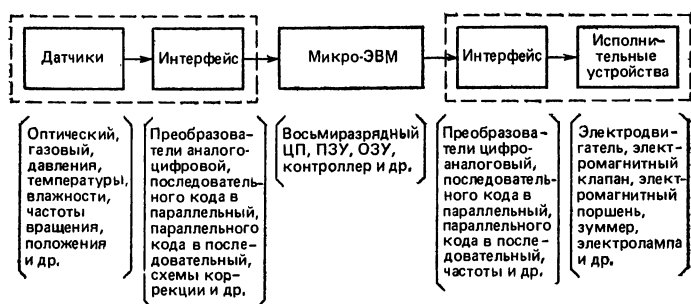 Датчики
Интерфейс
Микро-ЭВМ
Интерфейс
Исполни-
тельные
устройства
Оптический,
газовый,
давления,
температуры,
влажности,
частоты
вращения,
положения
и др.
Преобразова-
тели аналого-
цифровой,
последователь-
ного кода в
параллельный,
параллельного
кода в после-
довательный,
схемы кор-
рекции и др.
Восьмиразрядный
ЦП, ПЗУ, ОЗУ,
контроллер и др.
Преобразова-
тели цифро-
аналоговый,
последователь-
ного кода в
параллельный,
параллельного
кода в после-
довательный,
частоты и др.
Электродви-
гатель, элект-
ромагнитный
клапан, элект-
ромагнитный
поршень,
зуммер,
электролампа
и др.